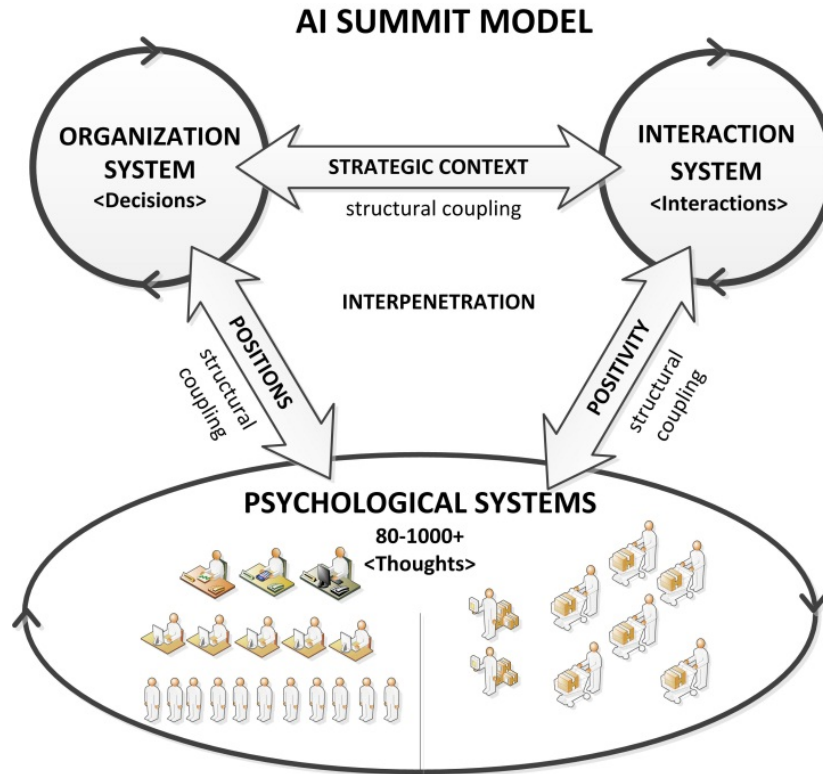 AI SUMMIT MODEL
ORGANIZATION
SYSTEM
<Decisions>
STRATEGIC CONTEXT
structural coupling
INTERACTION
SYSTEM
<Interactions>
INTERPENETRATION
POSITIONS
structural
coupling
POSITIVITY
structural
coupling
PSYCHOLOGICAL SYSTEMS
80-1000+
<Thoughts>